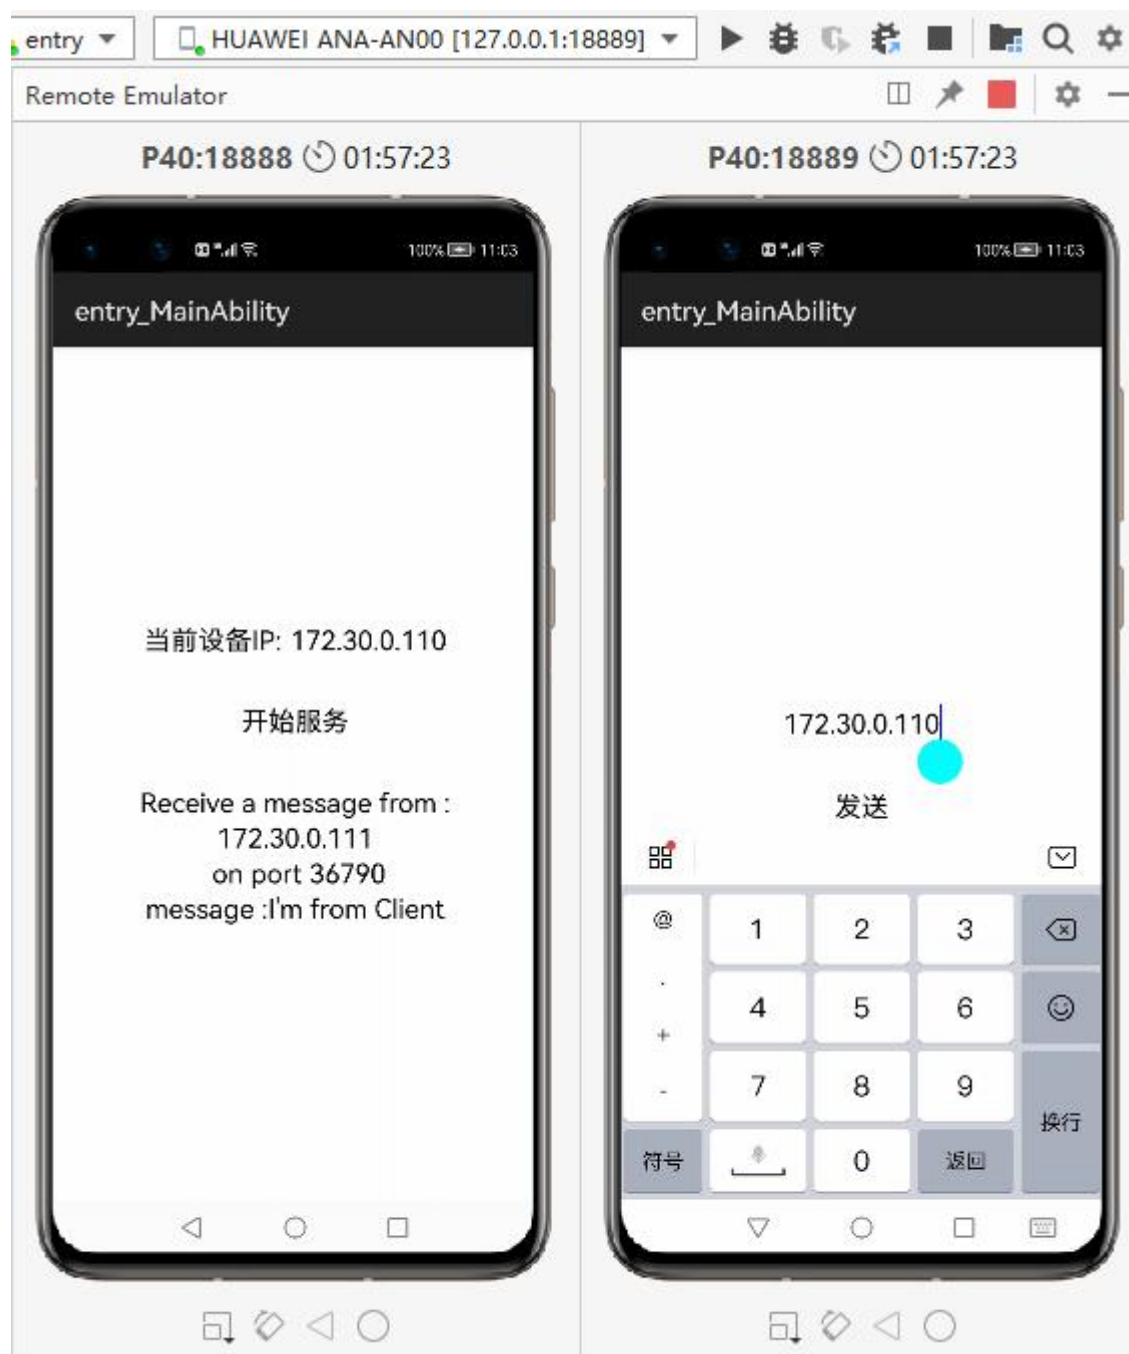 entry
HUAWEI ANA-AN00 [127.0.0.1:18889]
Remote Emulator
P40:18888 01:57:23
100% 11:03
entry_MainAbility
当前设备IP: 172.30.0.110
开始服务
Receive a message from :
172.30.0.111
on port 36790
message :I'm from Client
P40:18889 01:57:23
100% 11:03
entry_MainAbility
172.30.0.110
发送
@ 1 2 3
. 4 5 6
+
- 7 8 9
换行
符号 0 返回